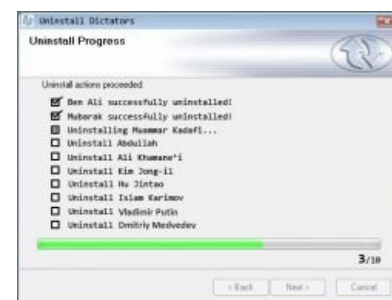 Uninstall Dictators
Uninstall Progress
Uninstall actions proceeded:
Ben Ali successfully uninstalled!
Mubarak successfully uninstalled!
Uninstalling Muammar Kadafi...
Uninstall Abdullah
Uninstall Ali Khamane'i
Uninstall Kim Jong-il
Uninstall Hu Jintao
Uninstall Islam Karimov
Uninstall Vladimir Putin
Uninstall Dmitriy Medvedev
3/10
< Back
Next >
Cancel